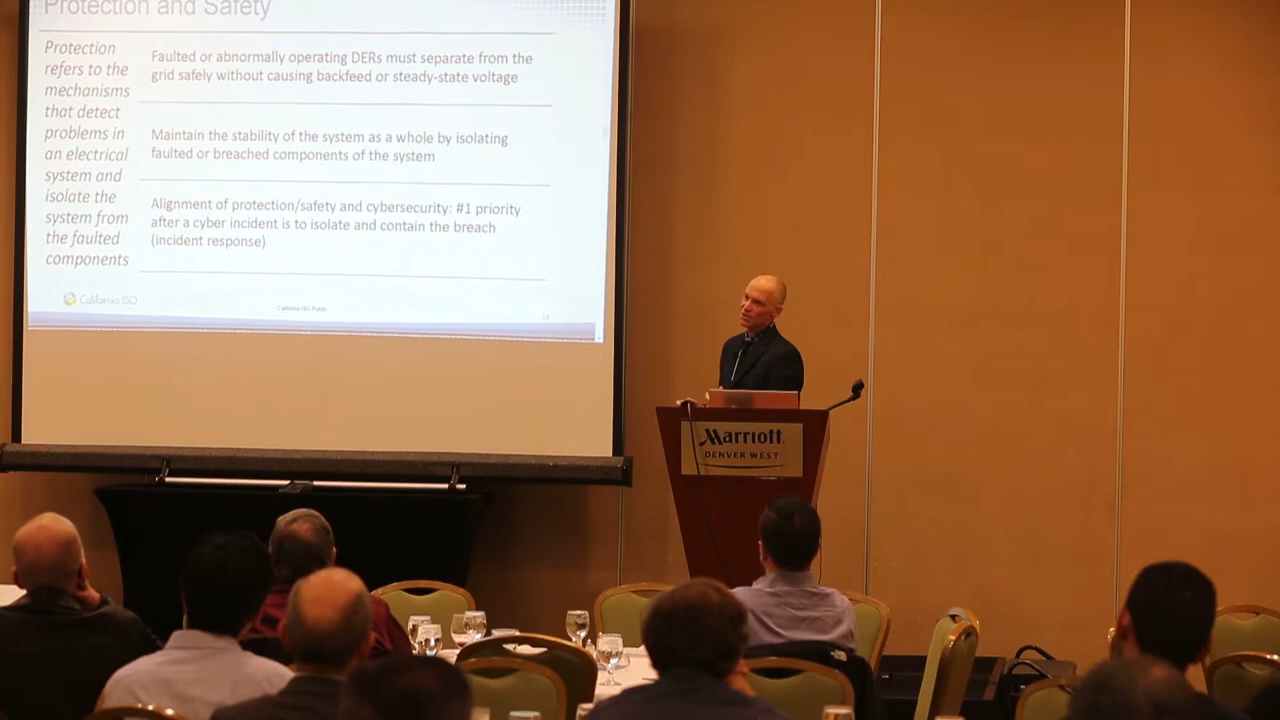 Protection and Safety
Protection
refers to the
mechanisms
that detect
problems in
an electrical
system and
isolate the
system from
the faulted
components
Faulted or abnormally operating DERs must separate from the
grid safely without causing backfeed or steady-state voltage
Maintain the stability of the system as a whole by isolating
faulted or breached components of the system
Alignment of protection/safety and cybersecurity: #1 priority
after a cyber incident is to isolate and contain the breach
(incident response)
California ISO
California ISO Public
Marriott
DENVER WEST